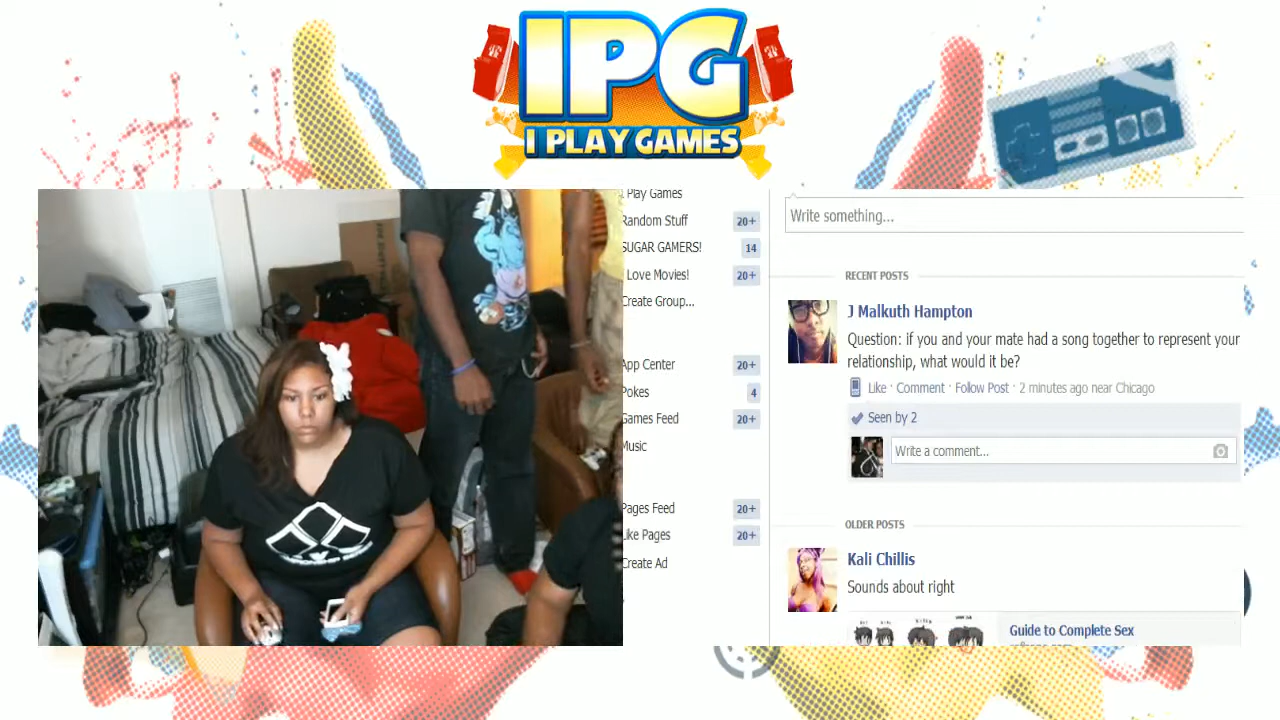 IPG
I PLAY GAMES
Play Games
Random Stuff 20+
SUGAR GAMERS! 14
Love Movies! 20+
Create Group...
App Center 20+
Pokes 4
Games Feed 20+
Music
Pages Feed 20+
Like Pages 20+
Create Ad
Write something...
RECENT POSTS
J Malkuth Hampton
Question: if you and your mate had a song together to represent your
relationship, what would it be?
Like · Comment · Follow Post · 2 minutes ago near Chicago
Seen by 2
Write a comment...
OLDER POSTS
Kali Chillis
Sounds about right
Guide to Complete Sex